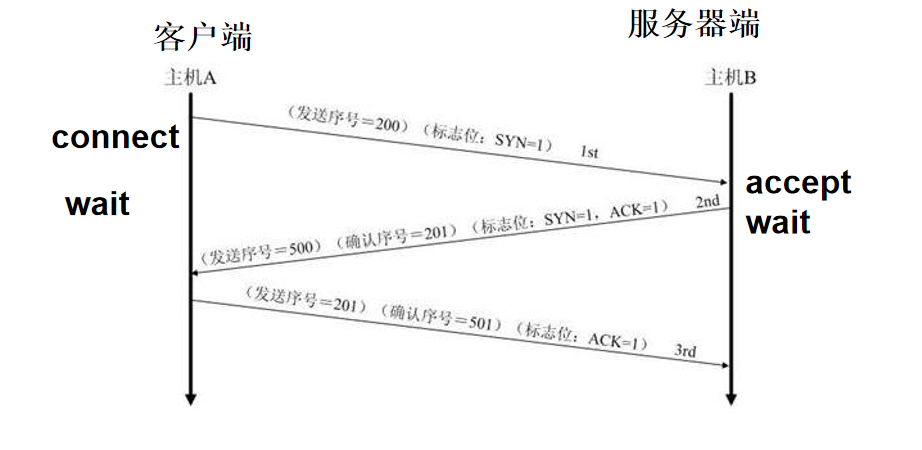 客户端
服务器端
主机A
主机B
connect
wait
(发送序号=200)(标志位:SYN=1) 1st
accept
wait
(发送序号=500)(确认序号=201)(标志位:SYN=1,ACK=1) 2nd
(发送序号=201)(确认序号=501)(标志位:ACK=1) 3rd